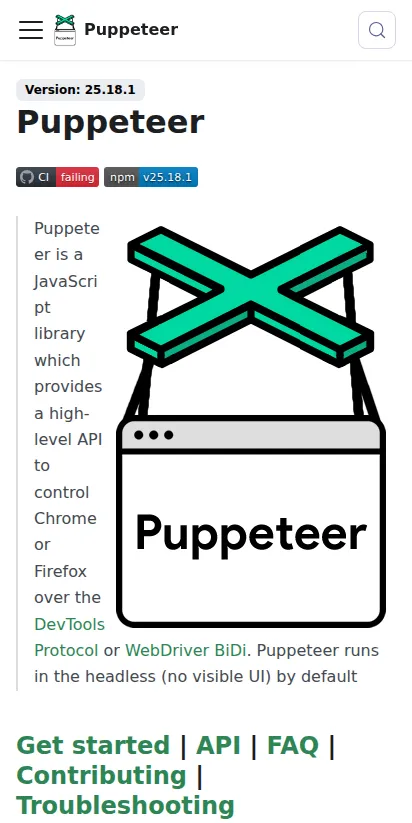 Puppeteer
Version: 25.18.1
Puppeteer
CI failing npm v25.18.1
Puppete
er is a
JavaScri
pt
library
which
provides
a high-
level API
to
control
Chrome
or
Firefox
over the
DevTools
Protocol or WebDriver BiDi. Puppeteer runs
in the headless (no visible UI) by default
Puppeteer
Get started | API | FAQ |
Contributing |
Troubleshooting